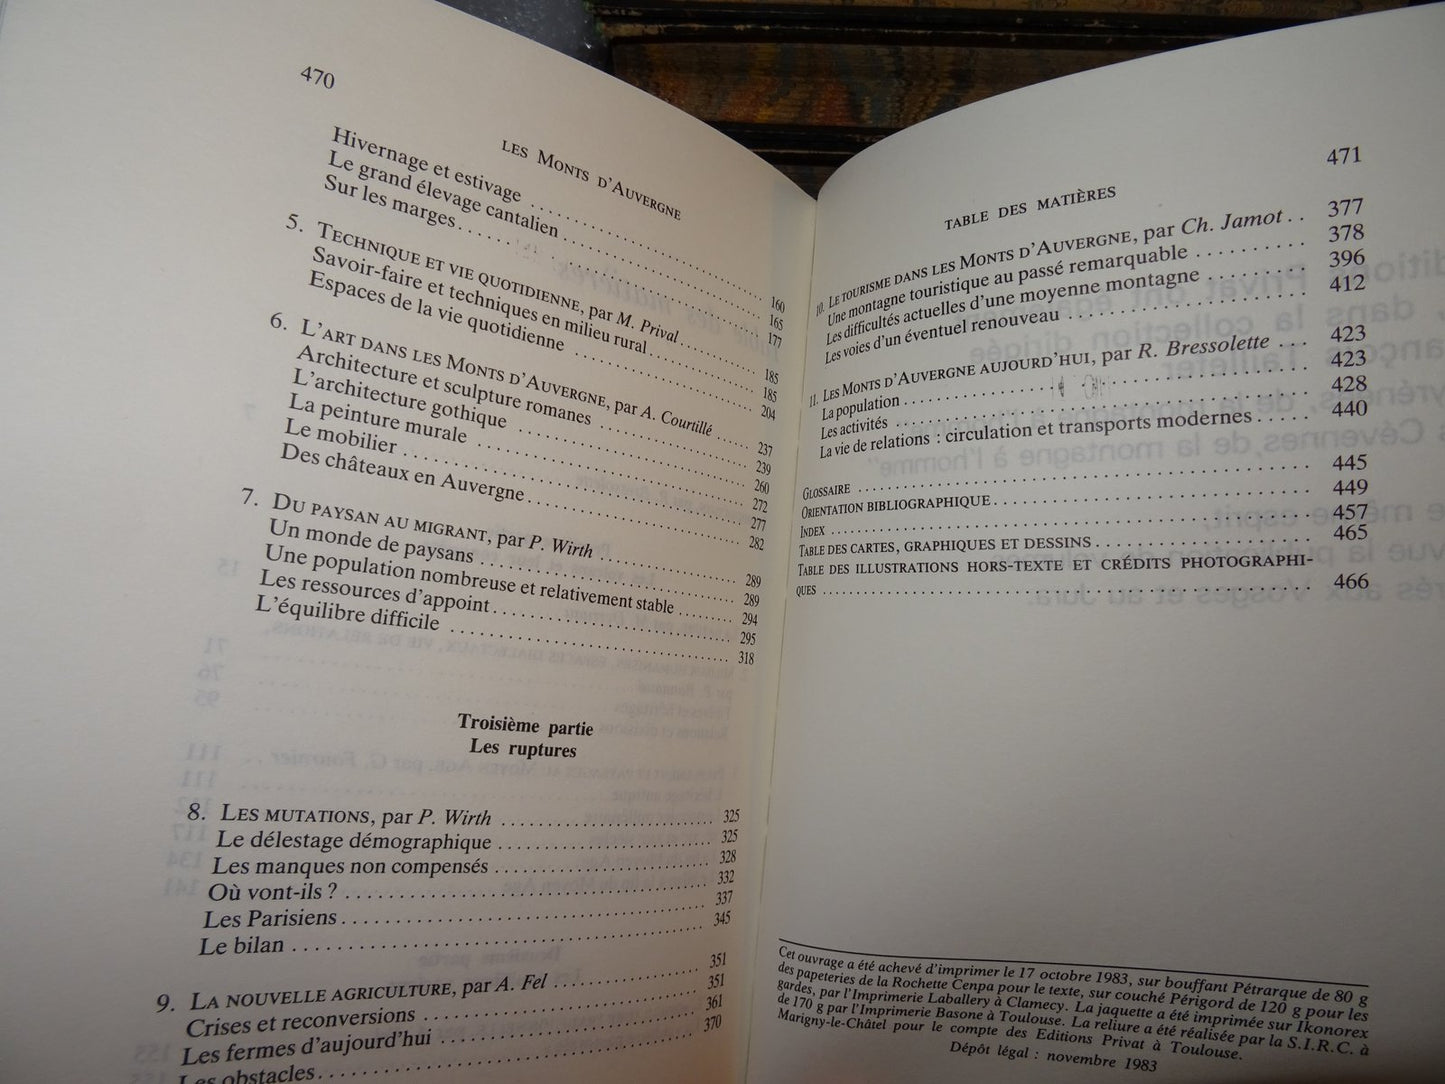 470
LES MONTS D'AUVERGNE
Hivernage et estivage .......... 160
Le grand élevage cantalien .......... 165
Sur les marges .......... 177
5. TECHNIQUE ET VIE QUOTIDIENNE, par M. Prival .......... 185
Savoir-faire et techniques en milieu rural .......... 185
Espaces de la vie quotidienne .......... 204
6. L'ART DANS LES MONTS D'AUVERGNE, par A. Courtillé .......... 237
Architecture et sculpture romanes .......... 239
L'architecture gothique .......... 260
La peinture murale .......... 272
Le mobilier .......... 277
Des châteaux en Auvergne .......... 282
7. DU PAYSAN AU MIGRANT, par P. Wirth .......... 289
Un monde de paysans .......... 289
Une population nombreuse et relativement stable .......... 294
Les ressources d'appoint .......... 295
L'équilibre difficile .......... 318
Troisième partie
Les ruptures
8. LES MUTATIONS, par P. Wirth .......... 325
Le délestage démographique .......... 325
Les manques non compensés .......... 328
Où vont-ils ? .......... 332
Les Parisiens .......... 337
Le bilan .......... 345
9. LA NOUVELLE AGRICULTURE, par A. Fel .......... 351
Crises et reconversions .......... 351
Les fermes d'aujourd'hui .......... 361
Les obstacles .......... 370
471
TABLE DES MATIÈRES
10. LE TOURISME DANS LES MONTS D'AUVERGNE, par Ch. Jamot .. 377
Une montagne touristique au passé remarquable .......... 378
Les difficultés actuelles d'une moyenne montagne .......... 396
Les voies d'un éventuel renouveau .......... 412
11. LES MONTS D'AUVERGNE AUJOURD'HUI, par R. Bressolette ... 423
La population .......... 423
Les activités .......... 428
La vie de relations : circulation et transports modernes ..... 440
GLOSSAIRE .......... 445
ORIENTATION BIBLIOGRAPHIQUE .......... 449
INDEX .......... 457
TABLE DES CARTES, GRAPHIQUES ET DESSINS .......... 465
TABLE DES ILLUSTRATIONS HORS-TEXTE ET CRÉDITS PHOTOGRAPHI-
QUES .......... 466
Cet ouvrage a été achevé d'imprimer le 17 octobre 1983, sur bouffant Pétrarque de 80 g
des papeteries de la Rochette Cenpa pour le texte, sur couché Périgord de 120 g pour les
gardes, par l'Imprimerie Laballery à Clamecy. La jaquette a été imprimée sur Ikonorex
de 170 g par l'Imprimerie Basone à Toulouse. La reliure a été réalisée par la S.I.R.C. à
Marigny-le-Châtel pour le compte des Editions Privat à Toulouse.
Dépôt légal : novembre 1983